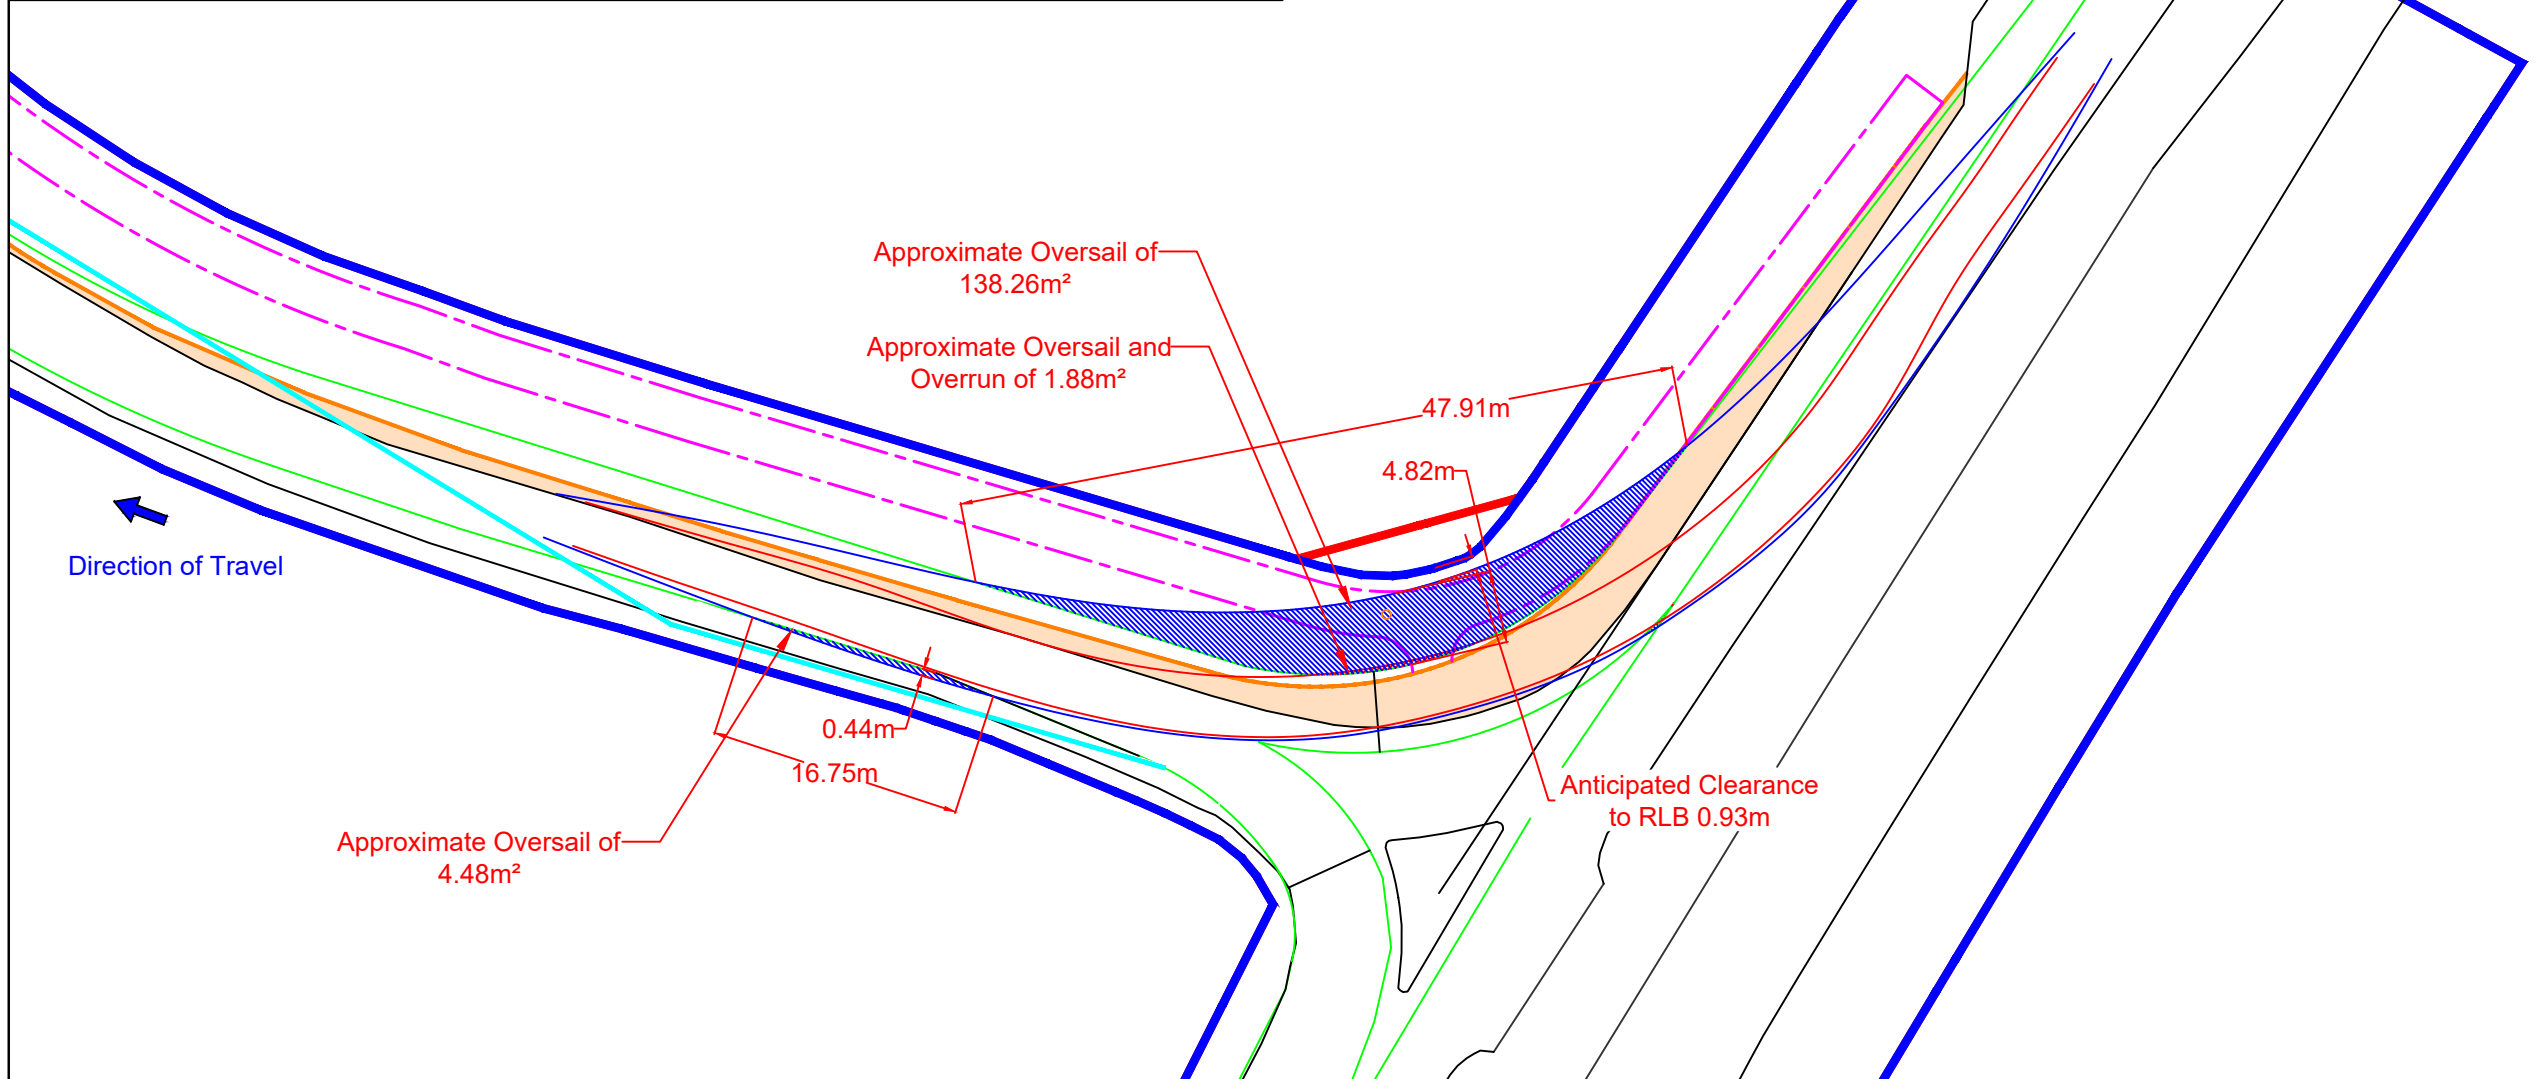 Approximate Oversail of
138.26m²
Approximate Oversail and
Overrun of 1.88m²
47.91m
4.82m
Direction of Travel
0.44m
16.75m
Anticipated Clearance
to RLB 0.93m
Approximate Oversail of
4.48m²